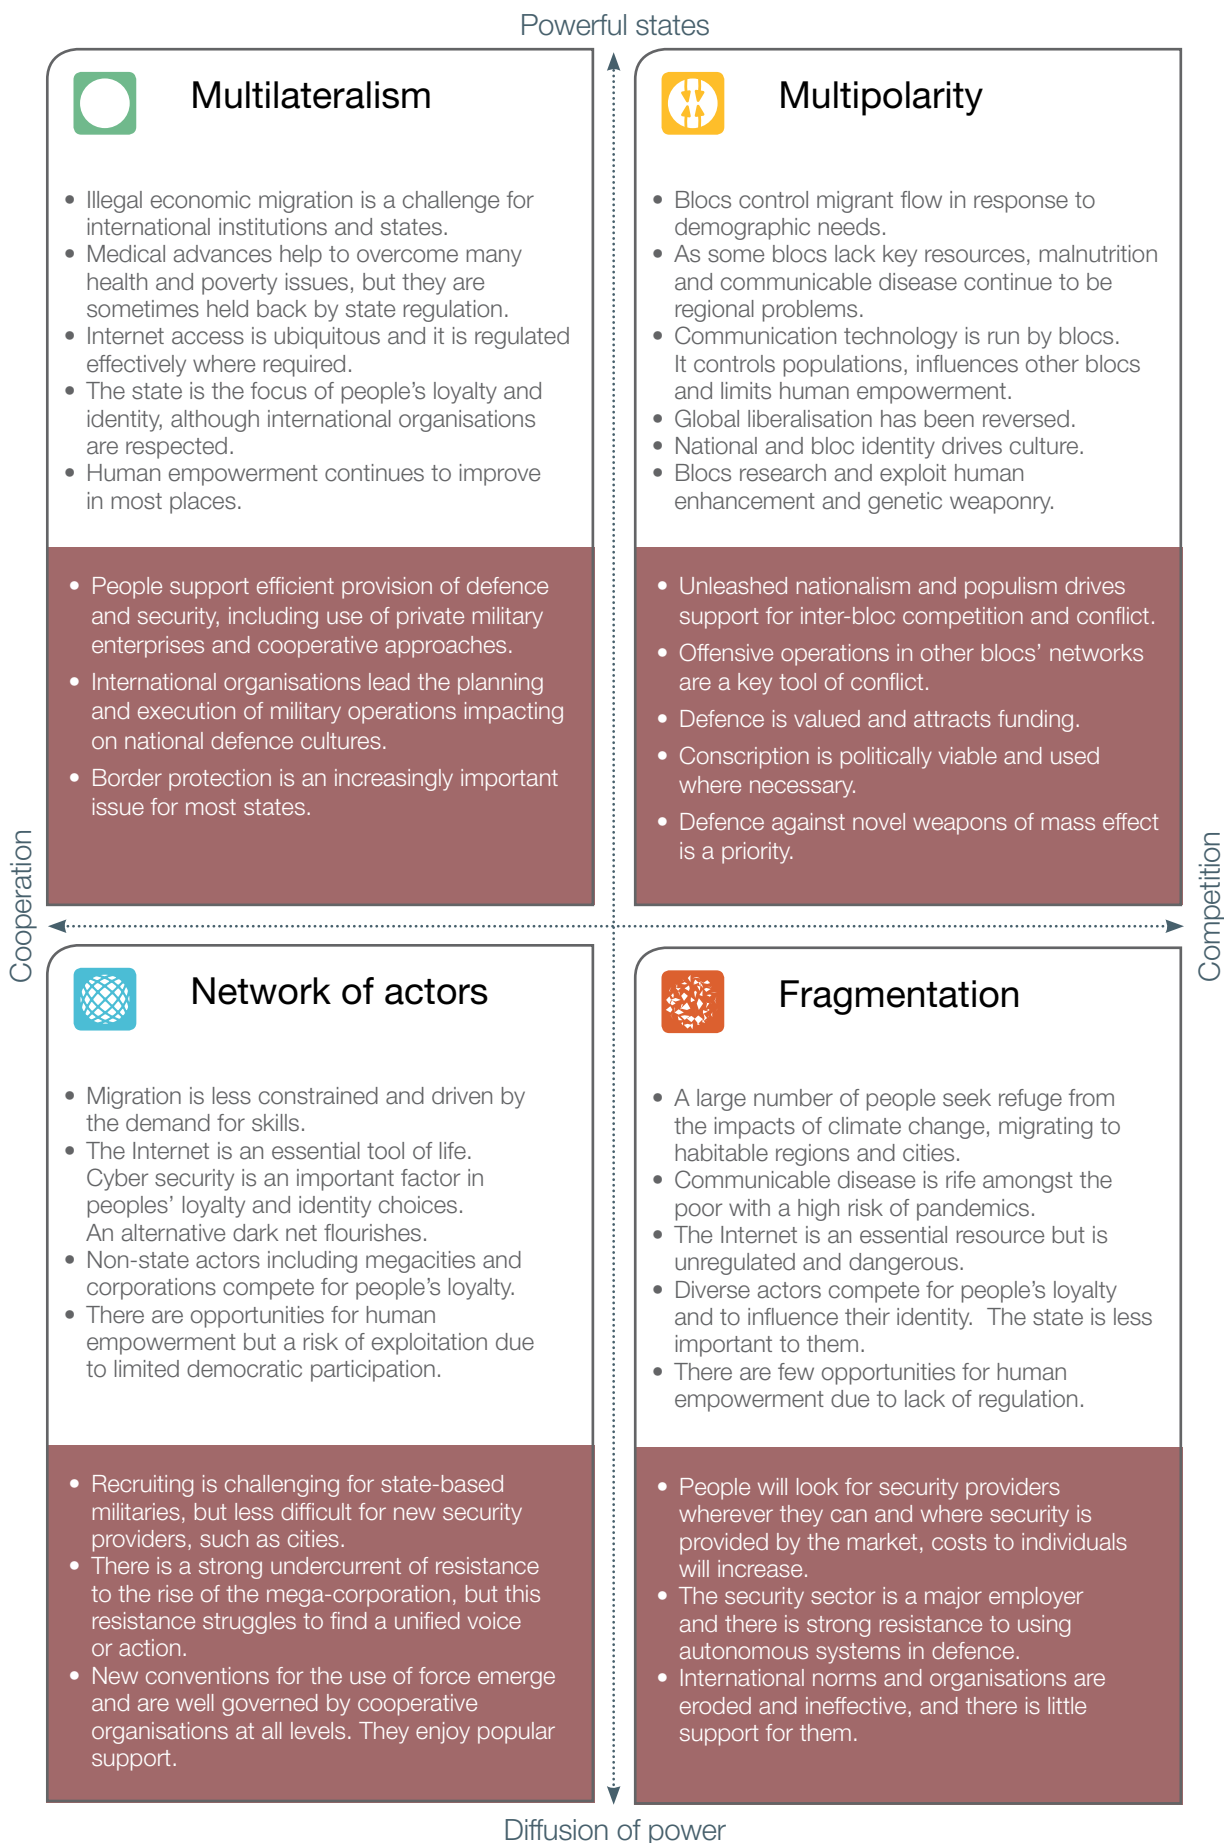 Powerful states
Multilateralism
• Illegal economic migration is a challenge for
international institutions and states.
• Medical advances help to overcome many
health and poverty issues, but they are
sometimes held back by state regulation.
• Internet access is ubiquitous and it is regulated
effectively where required.
• The state is the focus of people’s loyalty and
identity, although international organisations
are respected.
• Human empowerment continues to improve
in most places.
• People support efficient provision of defence
and security, including use of private military
enterprises and cooperative approaches.
• International organisations lead the planning
and execution of military operations impacting
on national defence cultures.
• Border protection is an increasingly important
issue for most states.
Multipolarity
• Blocs control migrant flow in response to
demographic needs.
• As some blocs lack key resources, malnutrition
and communicable disease continue to be
regional problems.
• Communication technology is run by blocs.
It controls populations, influences other blocs
and limits human empowerment.
• Global liberalisation has been reversed.
• National and bloc identity drives culture.
• Blocs research and exploit human
enhancement and genetic weaponry.
• Unleashed nationalism and populism drives
support for inter-bloc competition and conflict.
• Offensive operations in other blocs’ networks
are a key tool of conflict.
• Defence is valued and attracts funding.
• Conscription is politically viable and used
where necessary.
• Defence against novel weapons of mass effect
is a priority.
Cooperation
Competition
Network of actors
• Migration is less constrained and driven by
the demand for skills.
• The Internet is an essential tool of life.
Cyber security is an important factor in
peoples’ loyalty and identity choices.
An alternative dark net flourishes.
• Non-state actors including megacities and
corporations compete for people’s loyalty.
• There are opportunities for human
empowerment but a risk of exploitation due
to limited democratic participation.
• Recruiting is challenging for state-based
militaries, but less difficult for new security
providers, such as cities.
• There is a strong undercurrent of resistance
to the rise of the mega-corporation, but this
resistance struggles to find a unified voice
or action.
• New conventions for the use of force emerge
and are well governed by cooperative
organisations at all levels. They enjoy popular
support.
Fragmentation
• A large number of people seek refuge from
the impacts of climate change, migrating to
habitable regions and cities.
• Communicable disease is rife amongst the
poor with a high risk of pandemics.
• The Internet is an essential resource but is
unregulated and dangerous.
• Diverse actors compete for people’s loyalty
and to influence their identity. The state is less
important to them.
• There are few opportunities for human
empowerment due to lack of regulation.
• People will look for security providers
wherever they can and where security is
provided by the market, costs to individuals
will increase.
• The security sector is a major employer
and there is strong resistance to using
autonomous systems in defence.
• International norms and organisations are
eroded and ineffective, and there is little
support for them.
Diffusion of power